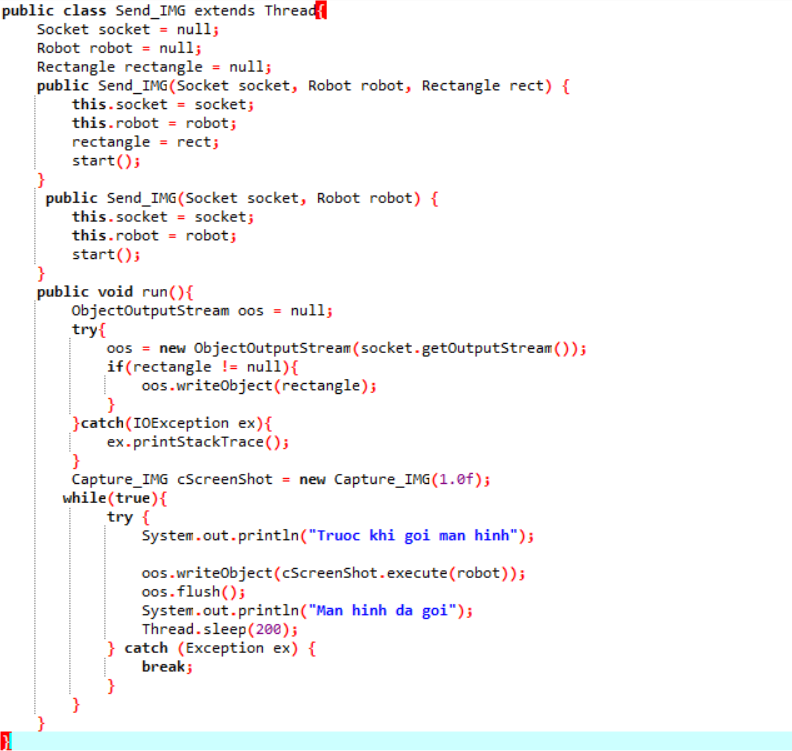 public class Send_IMG extends Thread{
Socket socket = null;
Robot robot = null;
Rectangle rectangle = null;
public Send_IMG(Socket socket, Robot robot, Rectangle rect) {
this.socket = socket;
this.robot = robot;
rectangle = rect;
start();
}
public Send_IMG(Socket socket, Robot robot) {
this.socket = socket;
this.robot = robot;
start();
}
public void run(){
ObjectOutputStream oos = null;
try{
oos = new ObjectOutputStream(socket.getOutputStream());
if(rectangle != null){
oos.writeObject(rectangle);
}
}catch(IOException ex){
ex.printStackTrace();
}
Capture_IMG cScreenShot = new Capture_IMG(1.0f);
while(true){
try {
System.out.println("Truoc khi goi man hinh");
oos.writeObject(cScreenShot.execute(robot));
oos.flush();
System.out.println("Man hinh da goi");
Thread.sleep(200);
} catch (Exception ex) {
break;
}
}
}
}